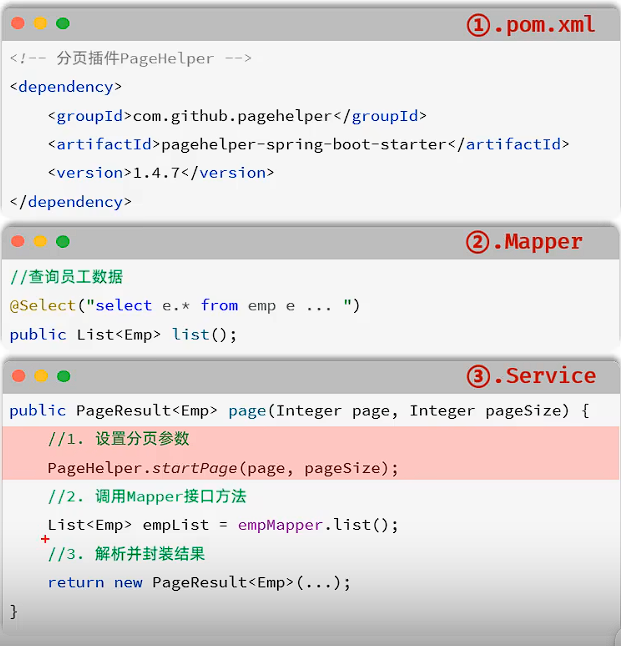 ①.pom.xml
<!-- 分页插件PageHelper -->
<dependency>
    <groupId>com.github.pagehelper</groupId>
    <artifactId>pagehelper-spring-boot-starter</artifactId>
    <version>1.4.7</version>
</dependency>
②.Mapper
//查询员工数据
@Select("select e.* from emp e ... ")
public List<Emp> list();
③.Service
public PageResult<Emp> page(Integer page, Integer pageSize) {
    //1. 设置分页参数
    PageHelper.startPage(page, pageSize);
    //2. 调用Mapper接口方法
    List<Emp> empList = empMapper.list();
    //3. 解析并封装结果
    return new PageResult<Emp>(...);
}